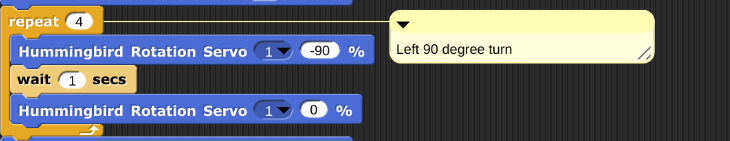 repeat 4
Left 90 degree turn
Hummingbird Rotation Servo 1 -90 %
wait 1 secs
Hummingbird Rotation Servo 1 0 %